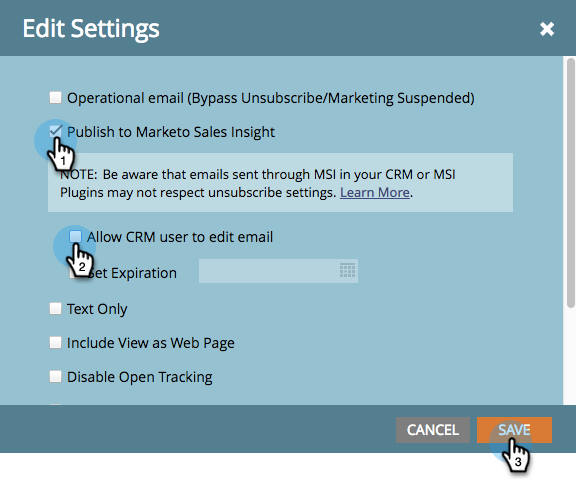 Edit Settings
Operational email (Bypass Unsubscribe/Marketing Suspended)
Publish to Marketo Sales Insight
1
NOTE: Be aware that emails sent through MSI in your CRM or MSI
Plugins may not respect unsubscribe settings. Learn More.
Allow CRM user to edit email
2
Set Expiration
Text Only
Include View as Web Page
Disable Open Tracking
CANCEL SAVE
3